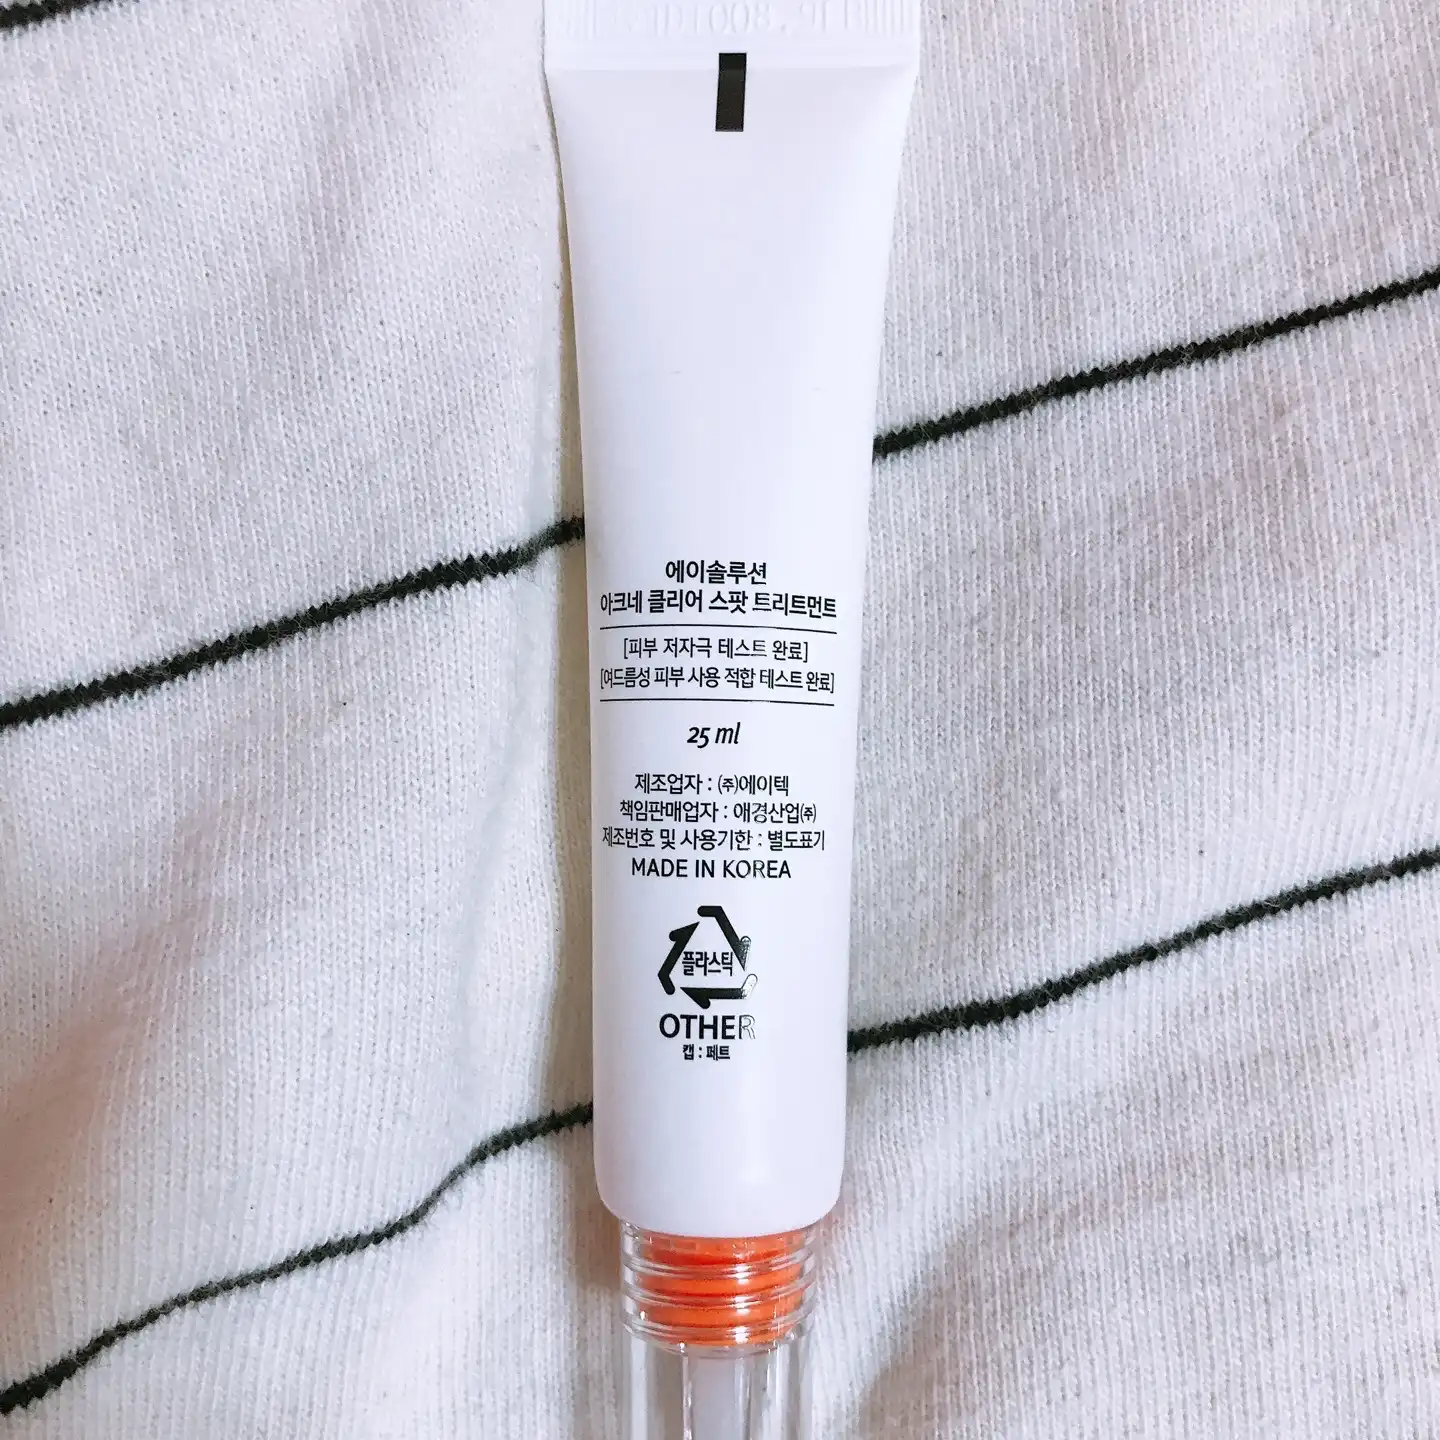 에이솔루션
아크네 클리어 스팟 트리트먼트
[피부 저자극 테스트 완료]
[여드름성 피부 사용 적합 테스트 완료]
25 ml
제조업자 : ㈜에이텍
책임판매업자 : 애경산업㈜
제조번호 및 사용기한 : 별도표기
MADE IN KOREA
플라스틱
OTHER
캡 : 페트